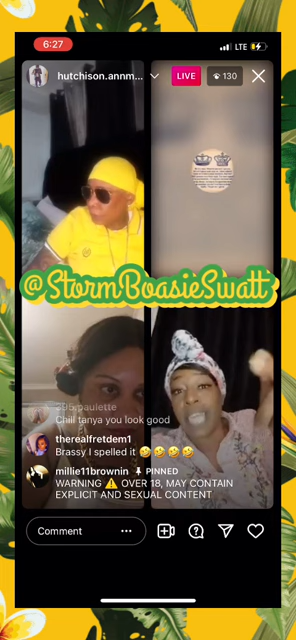 6:27
LTE
hutchison.annm...
LIVE
130
@StormBoasieSwatt
395paulette
Chill tanya you look good
therealfretdem1
Brassy I spelled it 🤣🤣🤣🤣
millie11brownin PINNED
WARNING ⚠️ OVER 18, MAY CONTAIN
EXPLICIT AND SEXUAL CONTENT
Comment ...